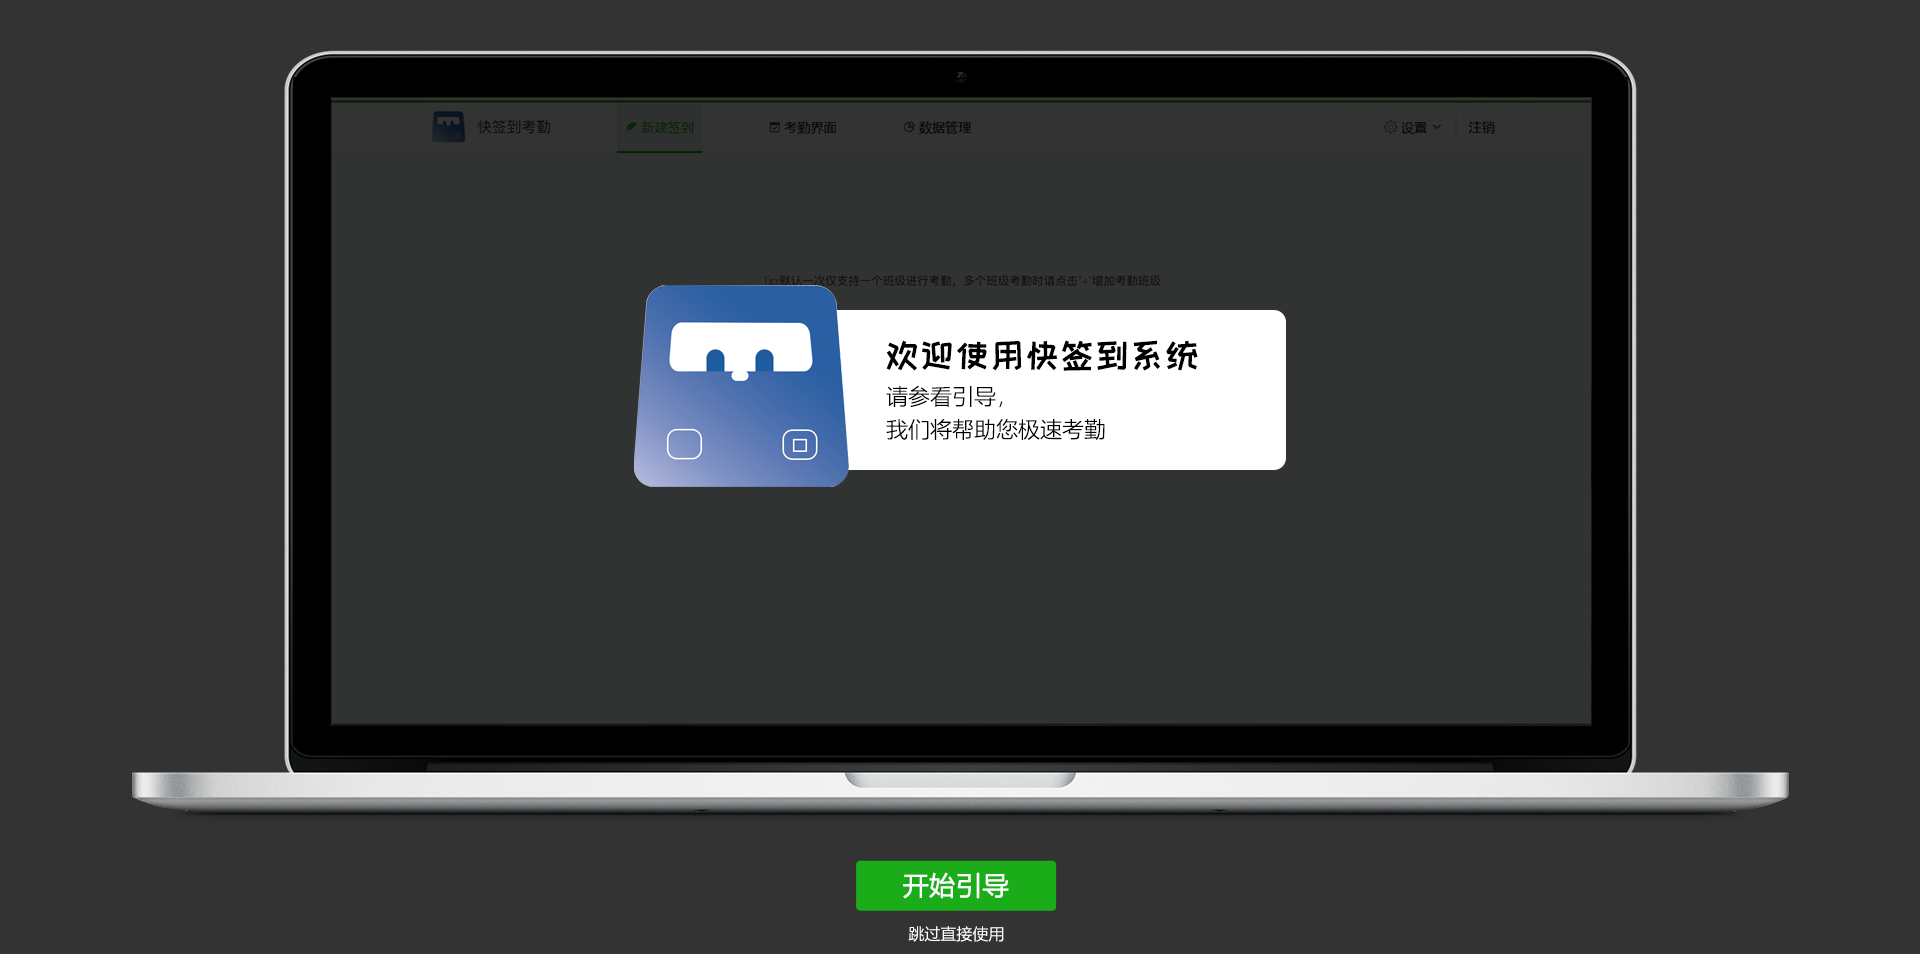 快签到考勤
新建签到
考勤界面
数据管理
设置
注销
默认一次仅支持一个班级进行考勤，多个班级考勤时请点击"+"增加考勤班级
欢迎使用快签到系统
请参看引导，
我们将帮助您极速考勤
开始引导
跳过直接使用